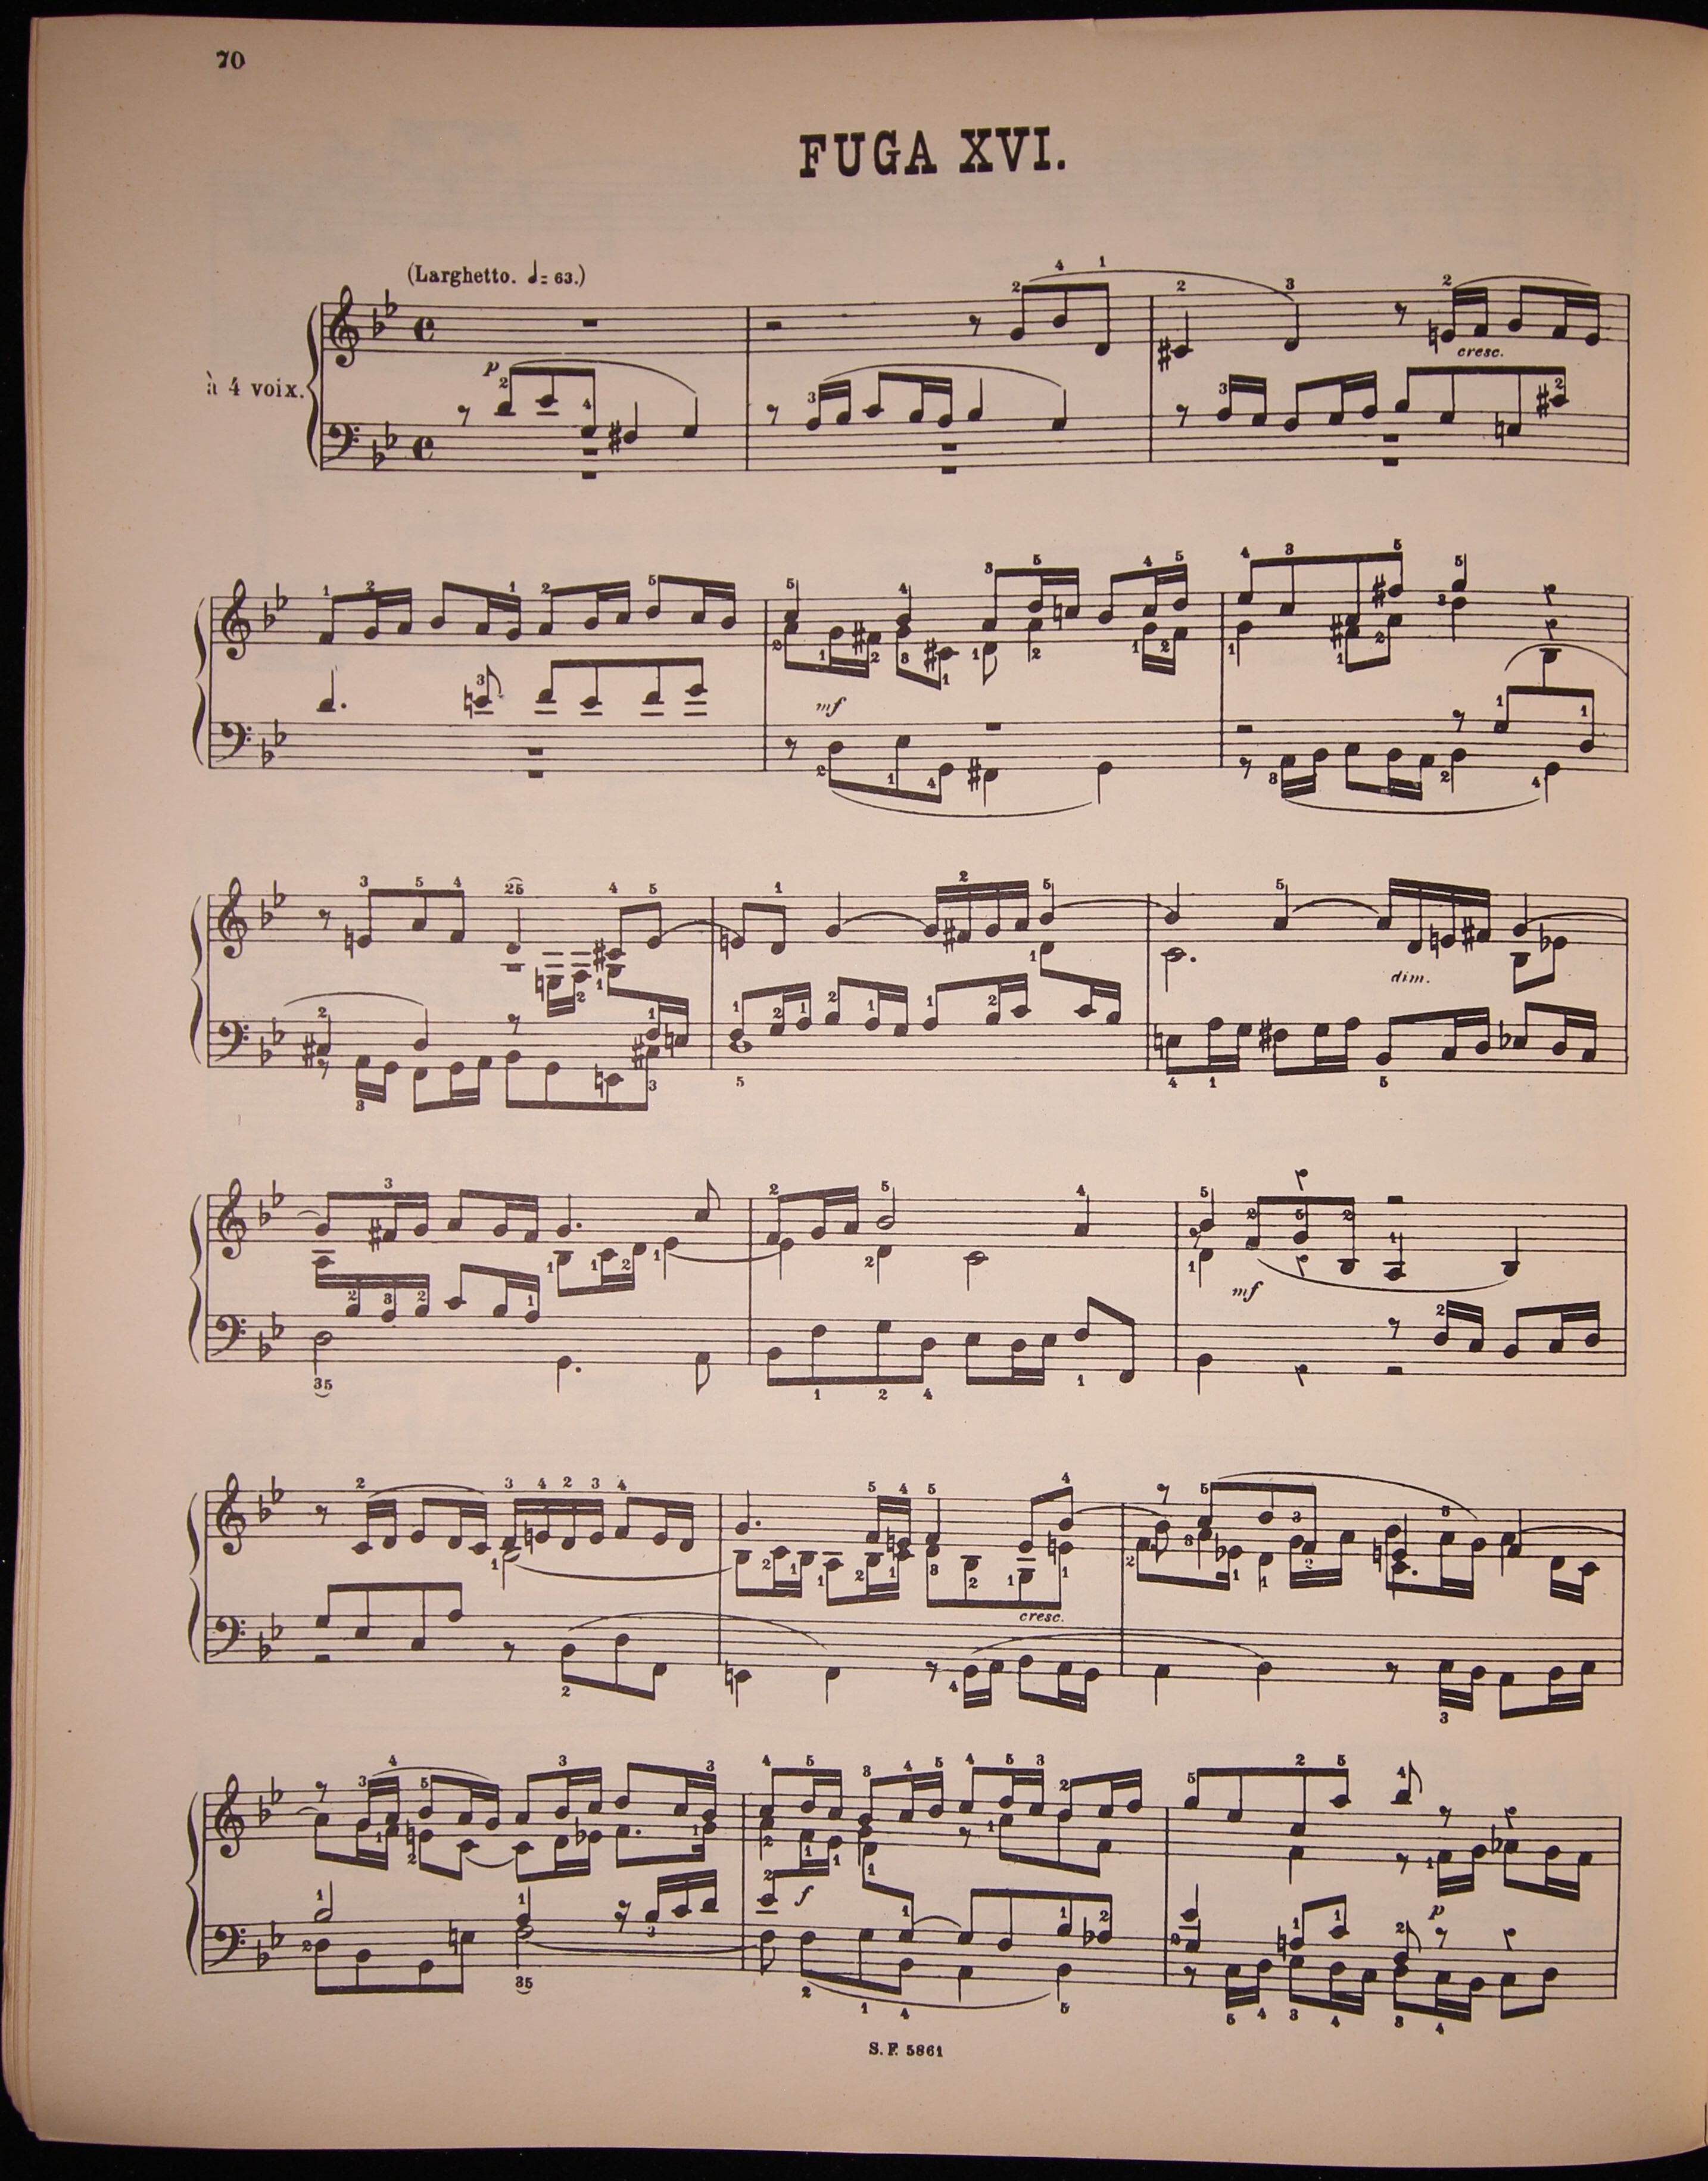 70
FUGA XVI.
(Larghetto. 𝅗𝅥 = 63.)
à 4 voix.
p
cresc.
mf
dim.
mf
cresc.
f
p
S. F. 5861